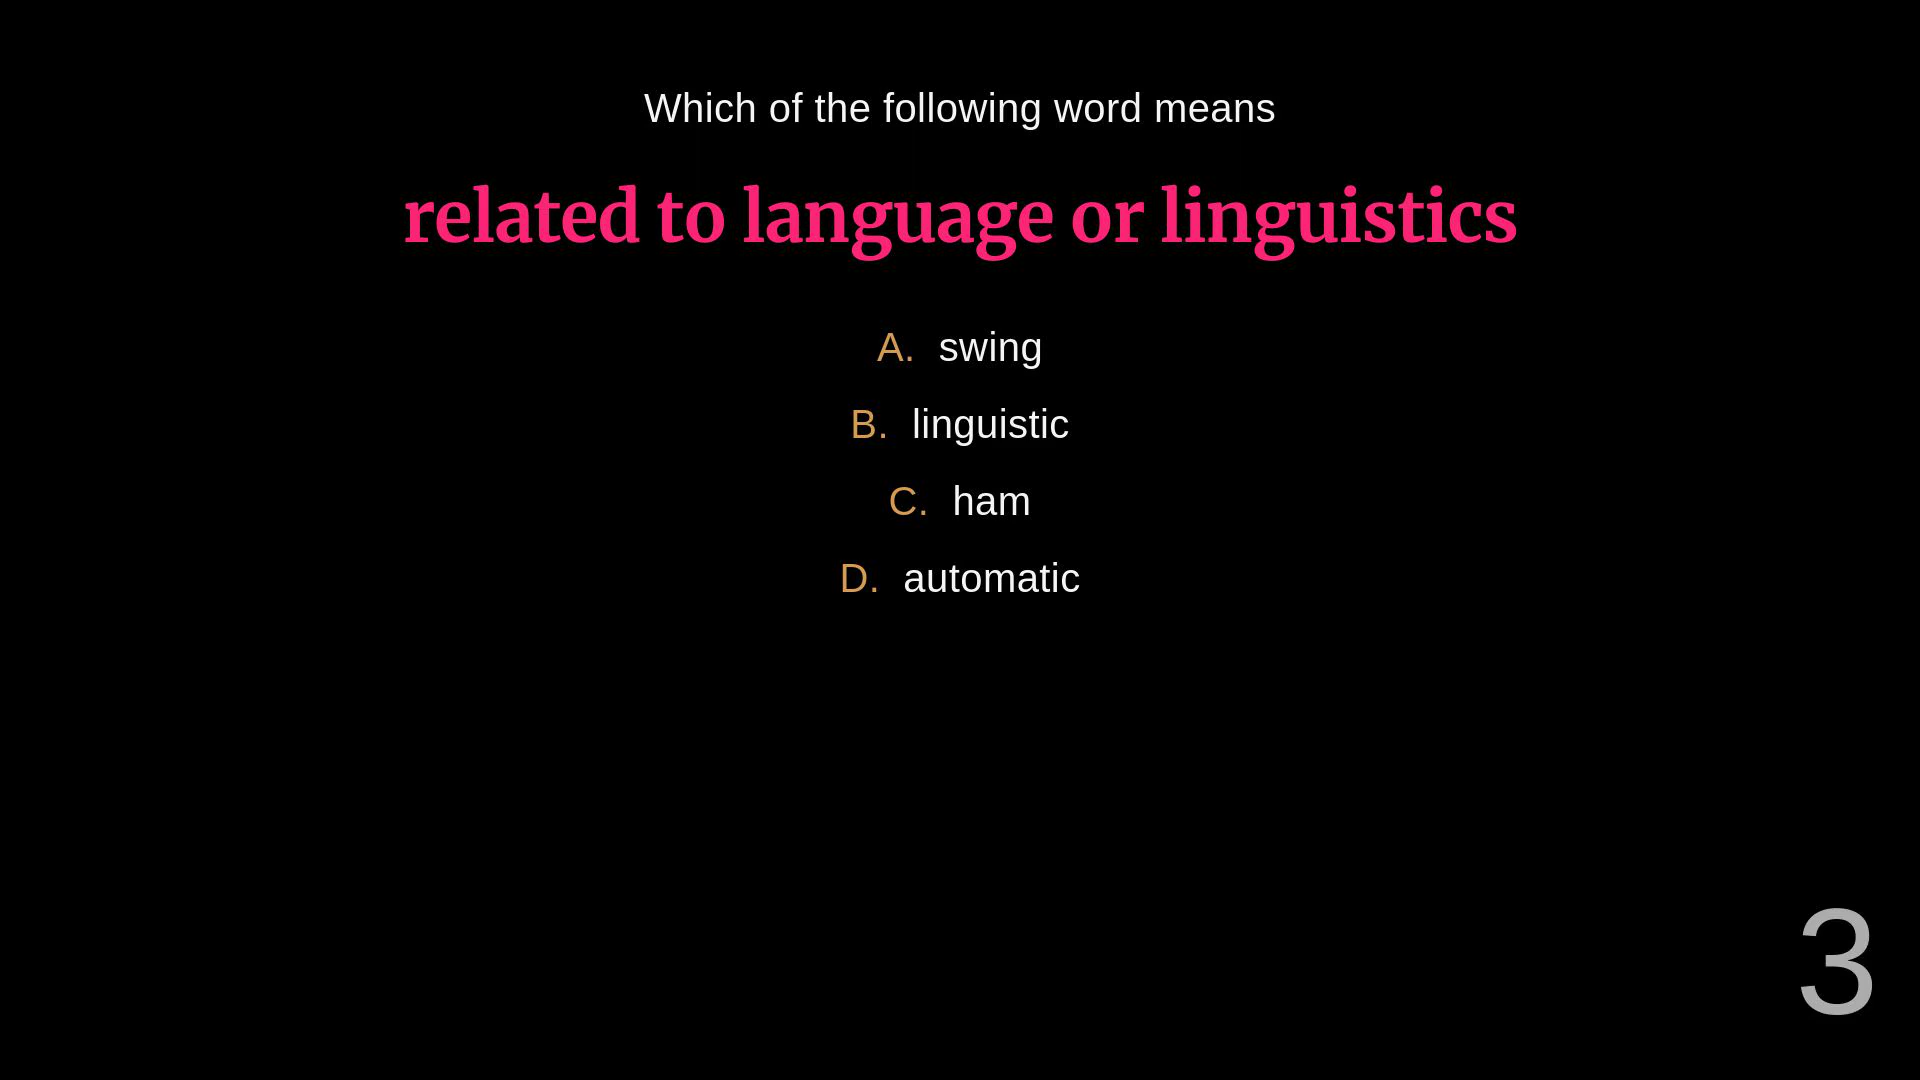 Which of the following word means
related to language or linguistics
A. swing
B. linguistic
C. ham
D. automatic
3